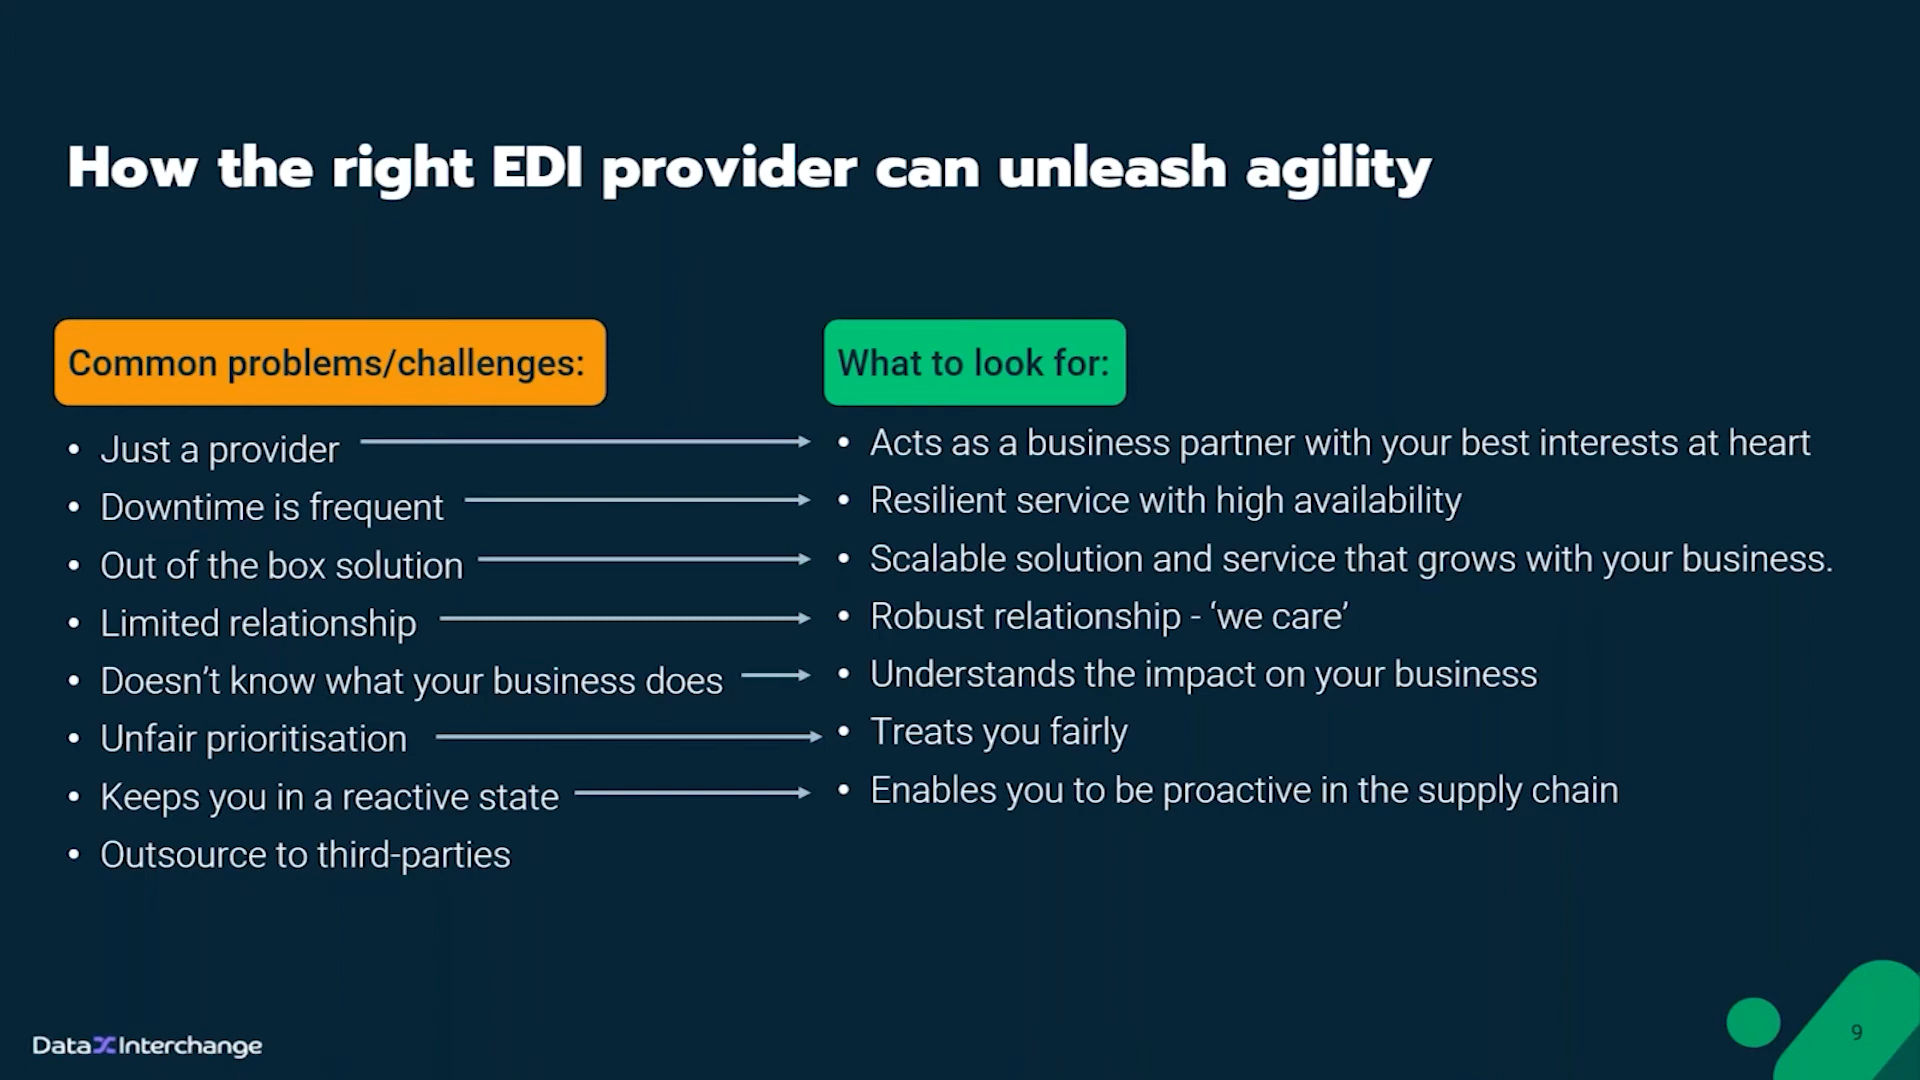 How the right EDI provider can unleash agility
Common problems/challenges:
• Just a provider
• Downtime is frequent
• Out of the box solution
• Limited relationship
• Doesn’t know what your business does
• Unfair prioritisation
• Keeps you in a reactive state
• Outsource to third-parties
What to look for:
• Acts as a business partner with your best interests at heart
• Resilient service with high availability
• Scalable solution and service that grows with your business.
• Robust relationship - ‘we care’
• Understands the impact on your business
• Treats you fairly
• Enables you to be proactive in the supply chain
Data Interchange
9